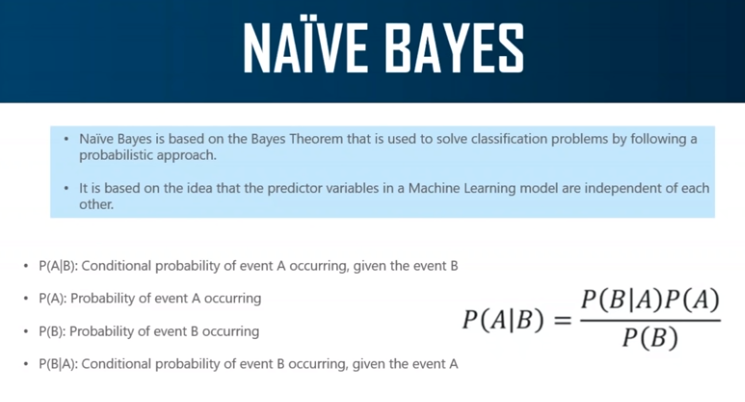 NAÏVE BAYES
• Naïve Bayes is based on the Bayes Theorem that is used to solve classification problems by following a
probabilistic approach.
• It is based on the idea that the predictor variables in a Machine Learning model are independent of each
other.
• P(A|B): Conditional probability of event A occurring, given the event B
• P(A): Probability of event A occurring
• P(B): Probability of event B occurring
• P(B|A): Conditional probability of event B occurring, given the event A
P(A|B) = P(B|A)P(A) / P(B)